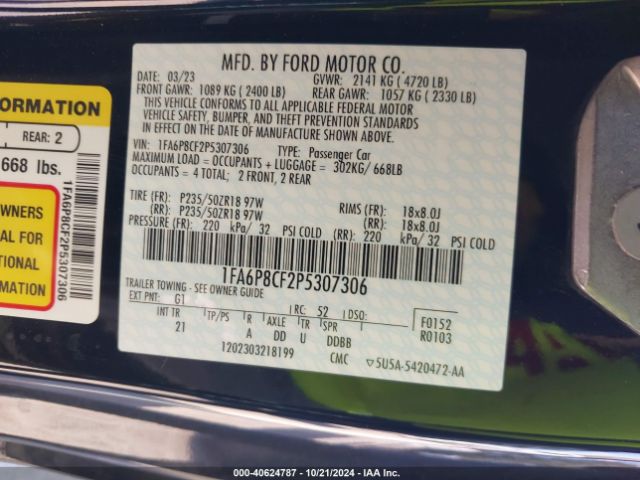 MFD. BY FORD MOTOR CO.
DATE: 03/23 GVWR: 2141 KG ( 4720 LB)
FRONT GAWR: 1089 KG ( 2400 LB) REAR GAWR: 1057 KG ( 2330 LB)
THIS VEHICLE CONFORMS TO ALL APPLICABLE FEDERAL MOTOR
VEHICLE SAFETY, BUMPER, AND THEFT PREVENTION STANDARDS
IN EFFECT ON THE DATE OF MANUFACTURE SHOWN ABOVE.
VIN: 1FA6P8CF2P5307306 TYPE: Passenger Car
MAXIMUM LOAD = OCCUPANTS + LUGGAGE = 302KG/ 668LB
OCCUPANTS = 4 TOTAL; 2 FRONT, 2 REAR
TIRE (FR): P235/50ZR18 97W RIMS (FR): 18x8.0J
(RR): P235/50ZR18 97W (RR): 18x8.0J
PRESSURE (FR): 220 kPa/ 32 PSI COLD (RR): 220 kPa/ 32 PSI COLD
1FA6P8CF2P5307306
TRAILER TOWING - SEE OWNER GUIDE
EXT PNT: G1 RC: 52 DSO: F0152
INT TR TP/PS R AXLE TR SPR R0103
21 A DD U DDBB
1202303218199 CMC 5U5A-5420472-AA
ORMATION
REAR: 2
668 lbs.
WNERS
AL FOR
TIONAL
MATION
1FA6P8CF2P5307306
000-40624787 - 10/21/2024 - IAA Inc.